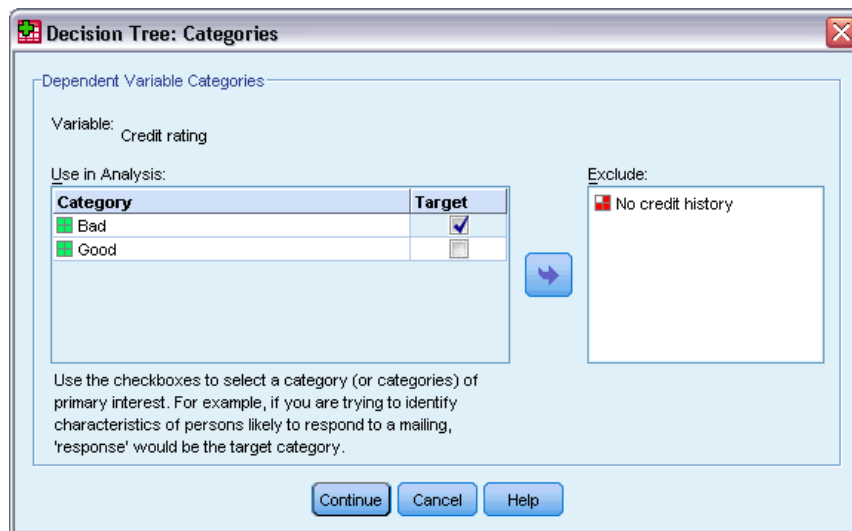 Decision Tree: Categories
Dependent Variable Categories
Variable: Credit rating
Use in Analysis:
Category Target
Bad
Good
Exclude:
No credit history
Use the checkboxes to select a category (or categories) of
primary interest. For example, if you are trying to identify
characteristics of persons likely to respond to a mailing,
'response' would be the target category.
Continue Cancel Help